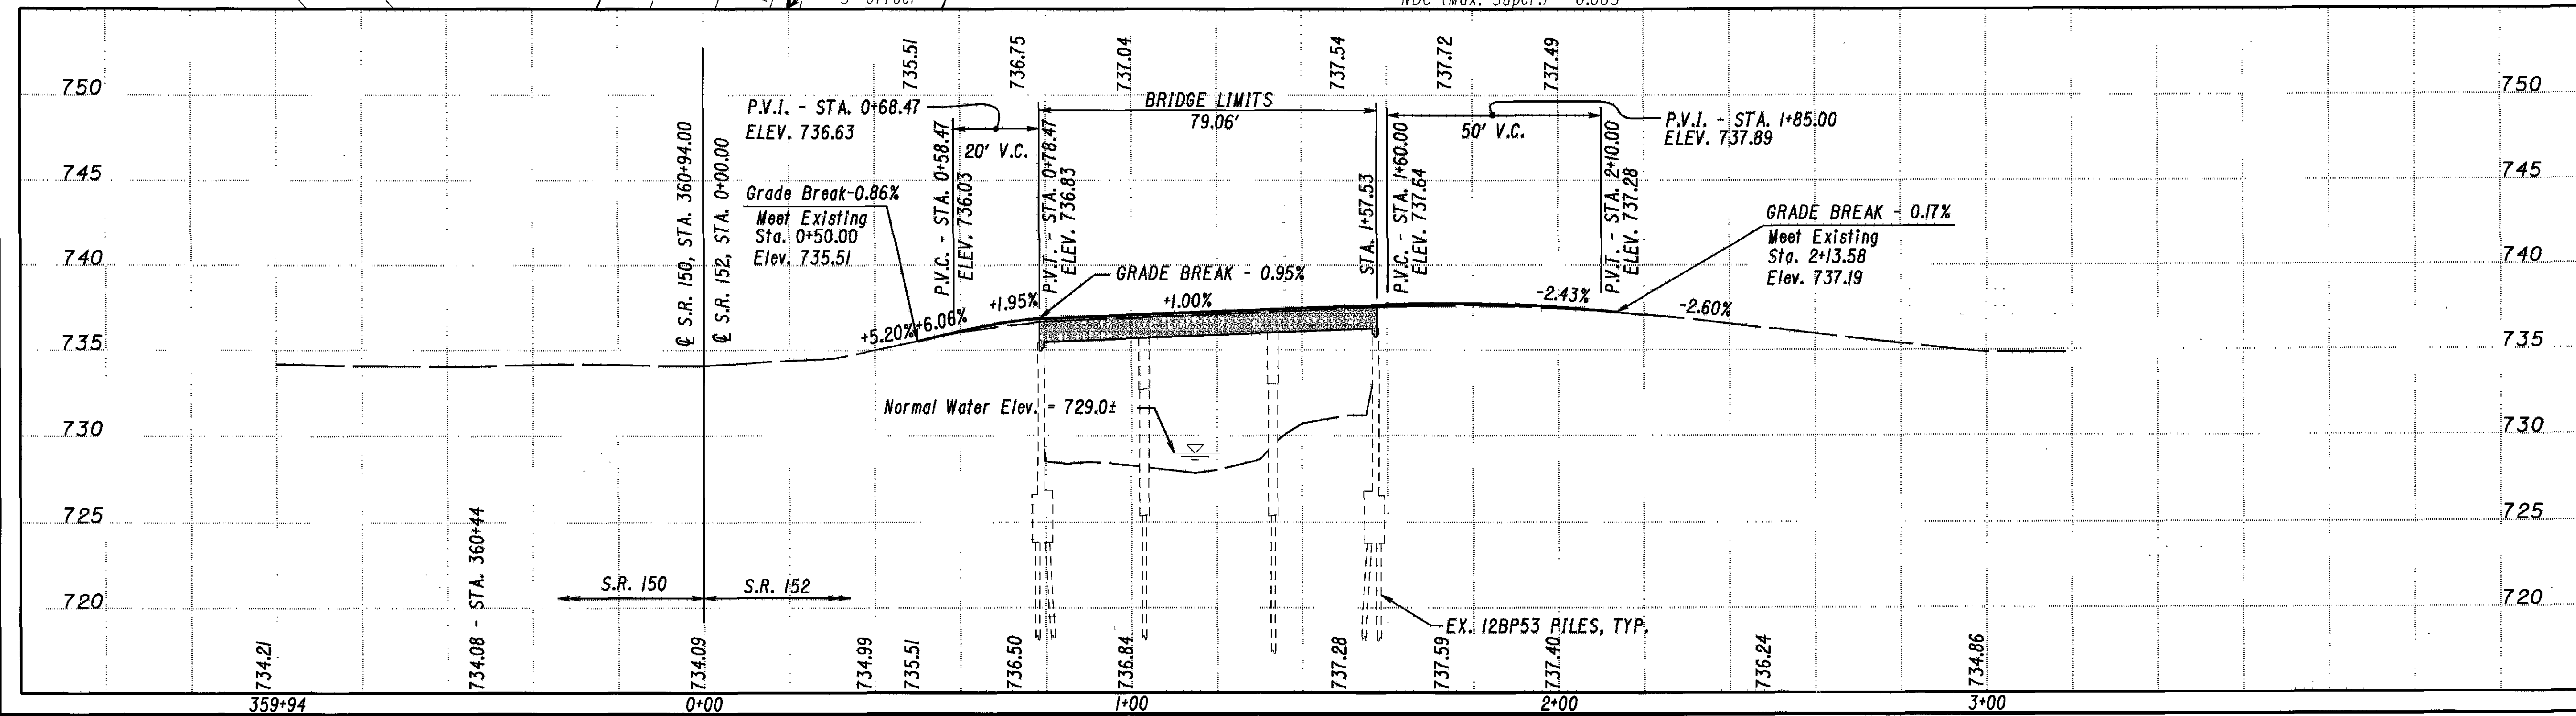 5' Offset
NDC (Max. Super.) = 0.083
735.51
736.75
737.04
737.54
737.72
737.49
750
745
740
735
730
725
720
750
745
740
735
730
725
720
℄ S.R. 150, STA. 360+94.00
℄ S.R. 152, STA. 0+00.00
P.V.I. - STA. 0+68.47
ELEV. 736.63
20' V.C.
BRIDGE LIMITS
79.06'
50' V.C.
P.V.I. - STA. 1+85.00
ELEV. 737.89
Grade Break-0.86%
Meet Existing
Sta. 0+50.00
Elev. 735.51
P.V.C. - STA. 0+58.47
ELEV. 736.03
P.V.T. - STA. 0+78.47
ELEV. 736.83
STA. 1+57.53
P.V.C. - STA. 1+60.00
ELEV. 737.64
P.V.T. - STA. 2+10.00
ELEV. 737.28
GRADE BREAK - 0.17%
Meet Existing
Sta. 2+13.58
Elev. 737.19
GRADE BREAK - 0.95%
+5.20%
+6.06%
+1.95%
+1.00%
-2.43%
-2.60%
Normal Water Elev. = 729.0±
S.R. 150
S.R. 152
EX. 12BP53 PILES, TYP.
734.21
734.08 - STA. 360+44
734.09
734.99
735.51
736.50
736.84
737.28
737.59
737.40
736.24
734.86
359+94
0+00
1+00
2+00
3+00